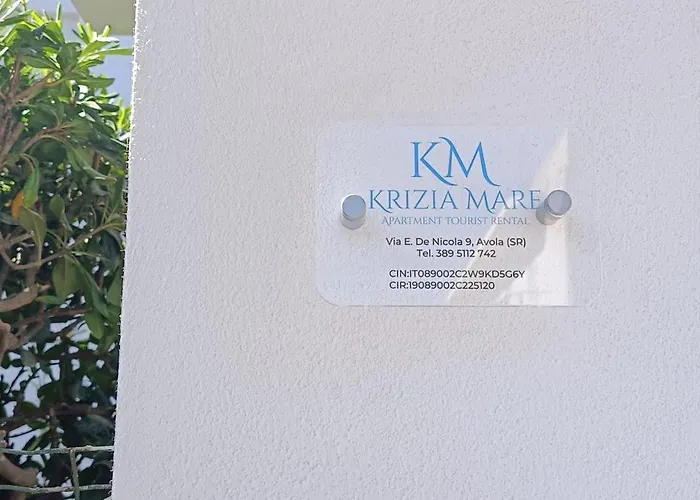 KM
KRIZIA MARE
APARTMENT TOURIST RENTAL
Via E. De Nicola 9, Avola (SR)
Tel. 389 5112 742
CIN:IT089002C2W9KD5G6Y
CIR:19089002C225120